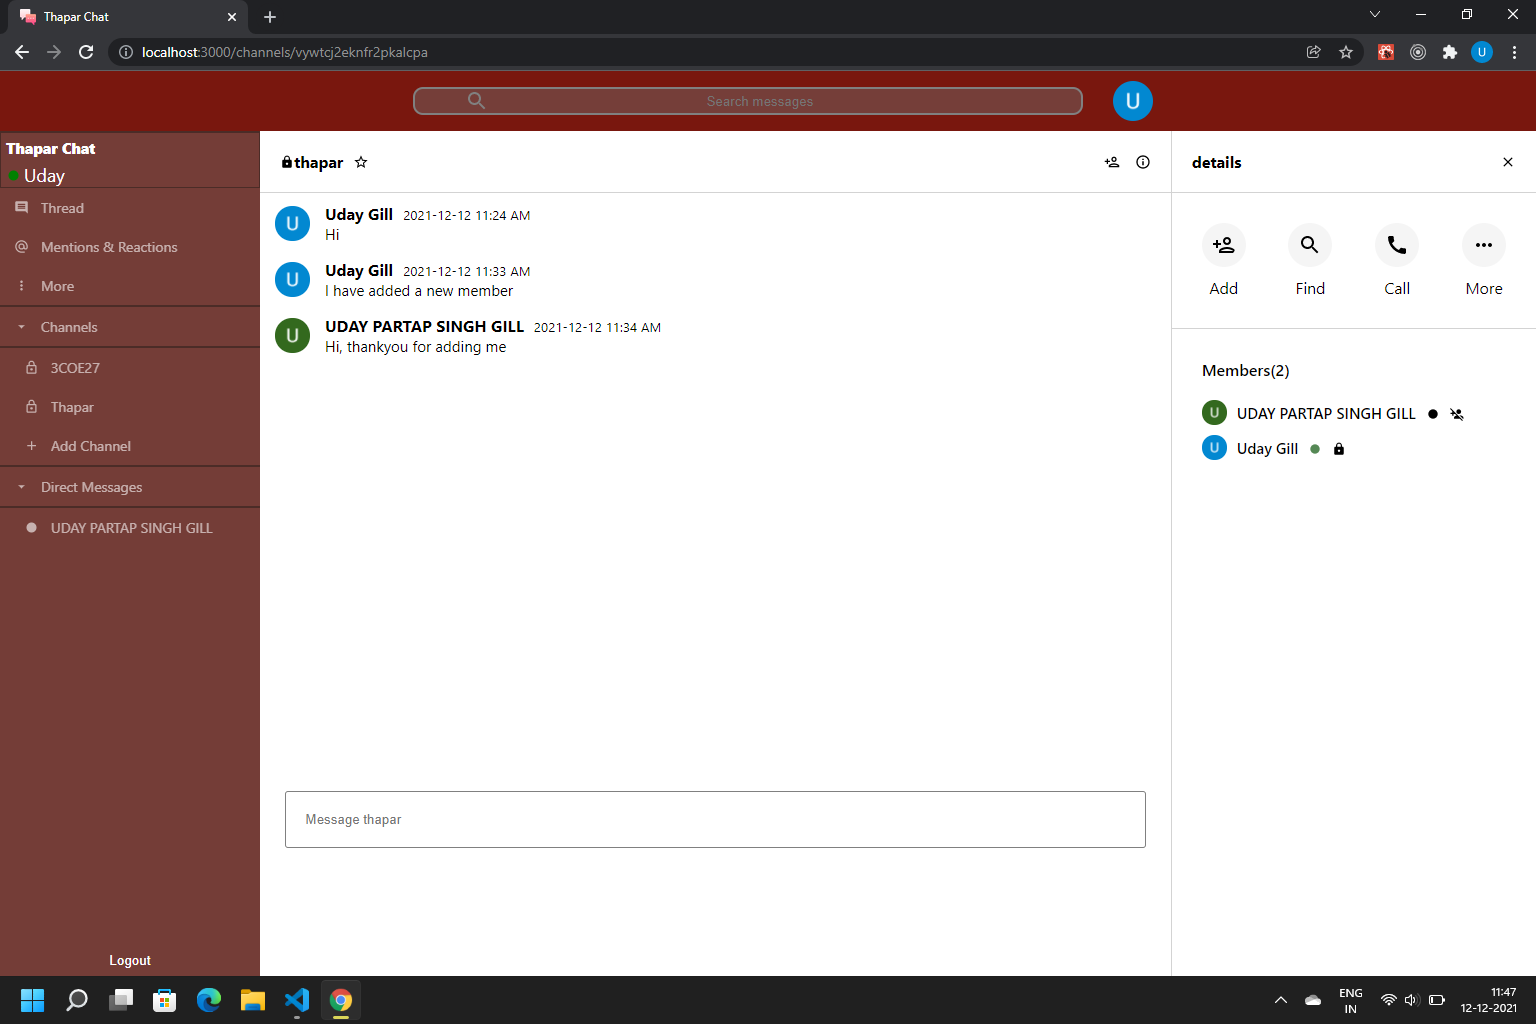 Thapar Chat
localhost:3000/channels/vywtcj2eknfr2pkalcpa
U
Search messages
U
Thapar Chat
Uday
Thread
Mentions & Reactions
More
Channels
3COE27
Thapar
Add Channel
Direct Messages
UDAY PARTAP SINGH GILL
Logout
thapar
U
Uday Gill 2021-12-12 11:24 AM
Hi
U
Uday Gill 2021-12-12 11:33 AM
I have added a new member
U
UDAY PARTAP SINGH GILL 2021-12-12 11:34 AM
Hi, thankyou for adding me
Message thapar
details
Add Find Call More
Members(2)
U UDAY PARTAP SINGH GILL
U Uday Gill
ENG
IN
11:47
12-12-2021